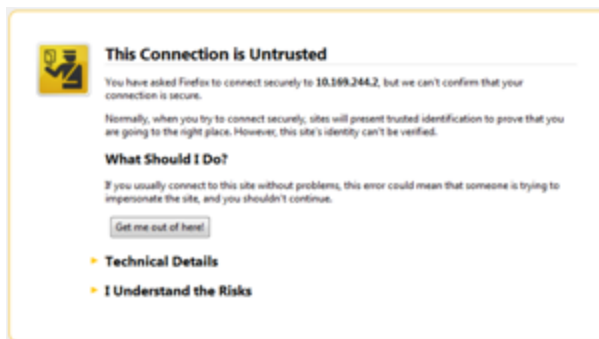 This Connection is Untrusted
You have asked Firefox to connect securely to 10.169.244.2, but we can't confirm that your
connection is secure.
Normally, when you try to connect securely, sites will present trusted identification to prove that you
are going to the right place. However, this site's identity can't be verified.
What Should I Do?
If you usually connect to this site without problems, this error could mean that someone is trying to
impersonate the site, and you shouldn't continue.
Get me out of here!
Technical Details
I Understand the Risks